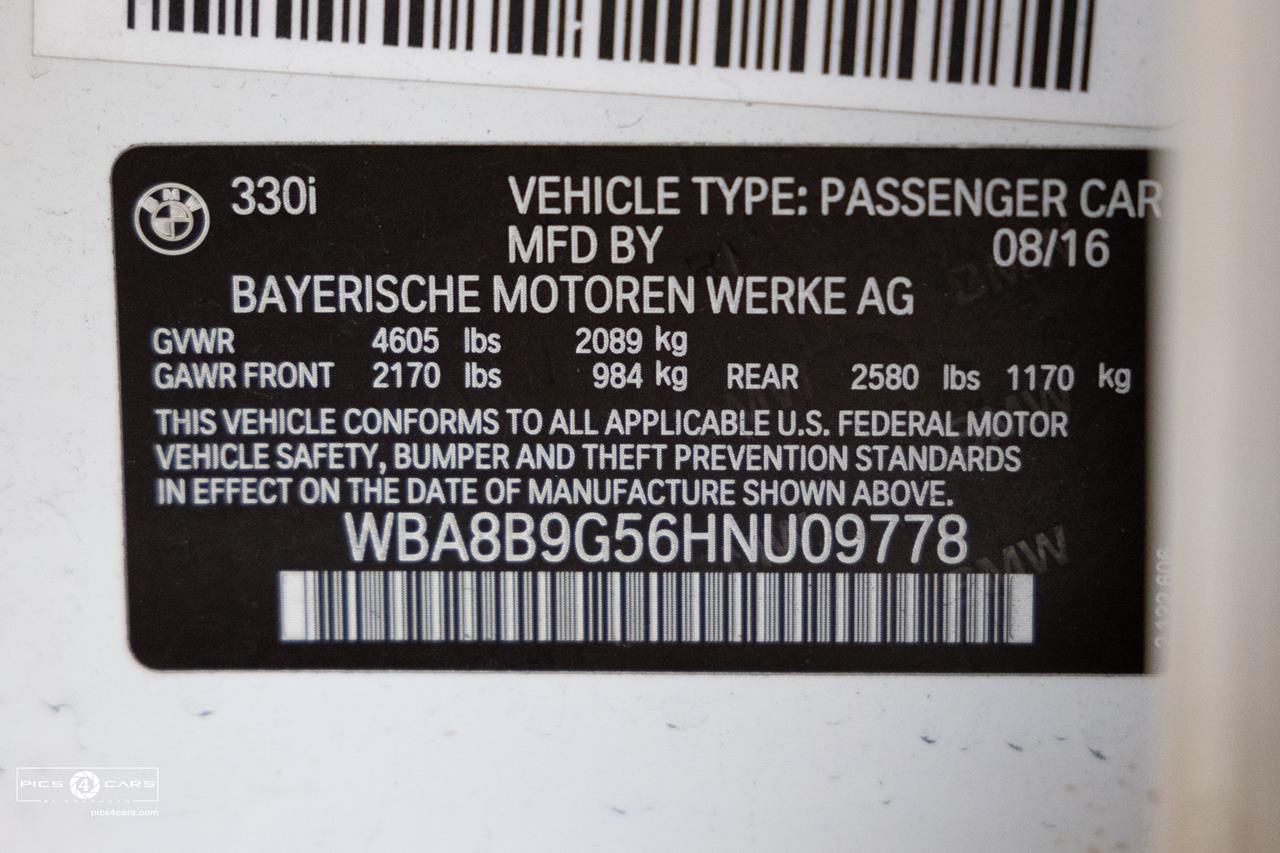 BMW
330i VEHICLE TYPE: PASSENGER CAR
MFD BY 08/16
BAYERISCHE MOTOREN WERKE AG
GVWR 4605 lbs 2089 kg
GAWR FRONT 2170 lbs 984 kg REAR 2580 lbs 1170 kg
THIS VEHICLE CONFORMS TO ALL APPLICABLE U.S. FEDERAL MOTOR
VEHICLE SAFETY, BUMPER AND THEFT PREVENTION STANDARDS
IN EFFECT ON THE DATE OF MANUFACTURE SHOWN ABOVE.
WBA8B9G56HNU09778
BMW
PICS 4 CARS
pics4cars.com